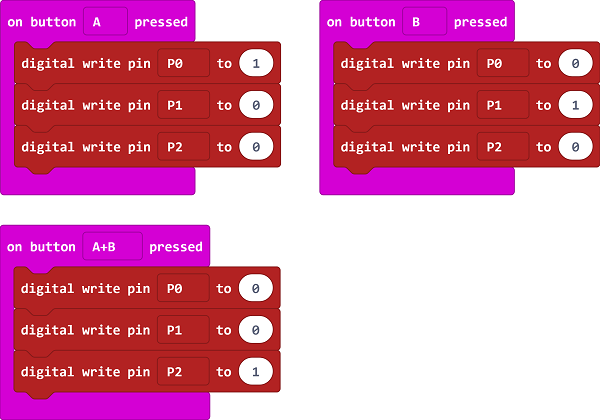 on button A pressed
digital write pin P0 to 1
digital write pin P1 to 0
digital write pin P2 to 0
on button B pressed
digital write pin P0 to 0
digital write pin P1 to 1
digital write pin P2 to 0
on button A+B pressed
digital write pin P0 to 0
digital write pin P1 to 0
digital write pin P2 to 1